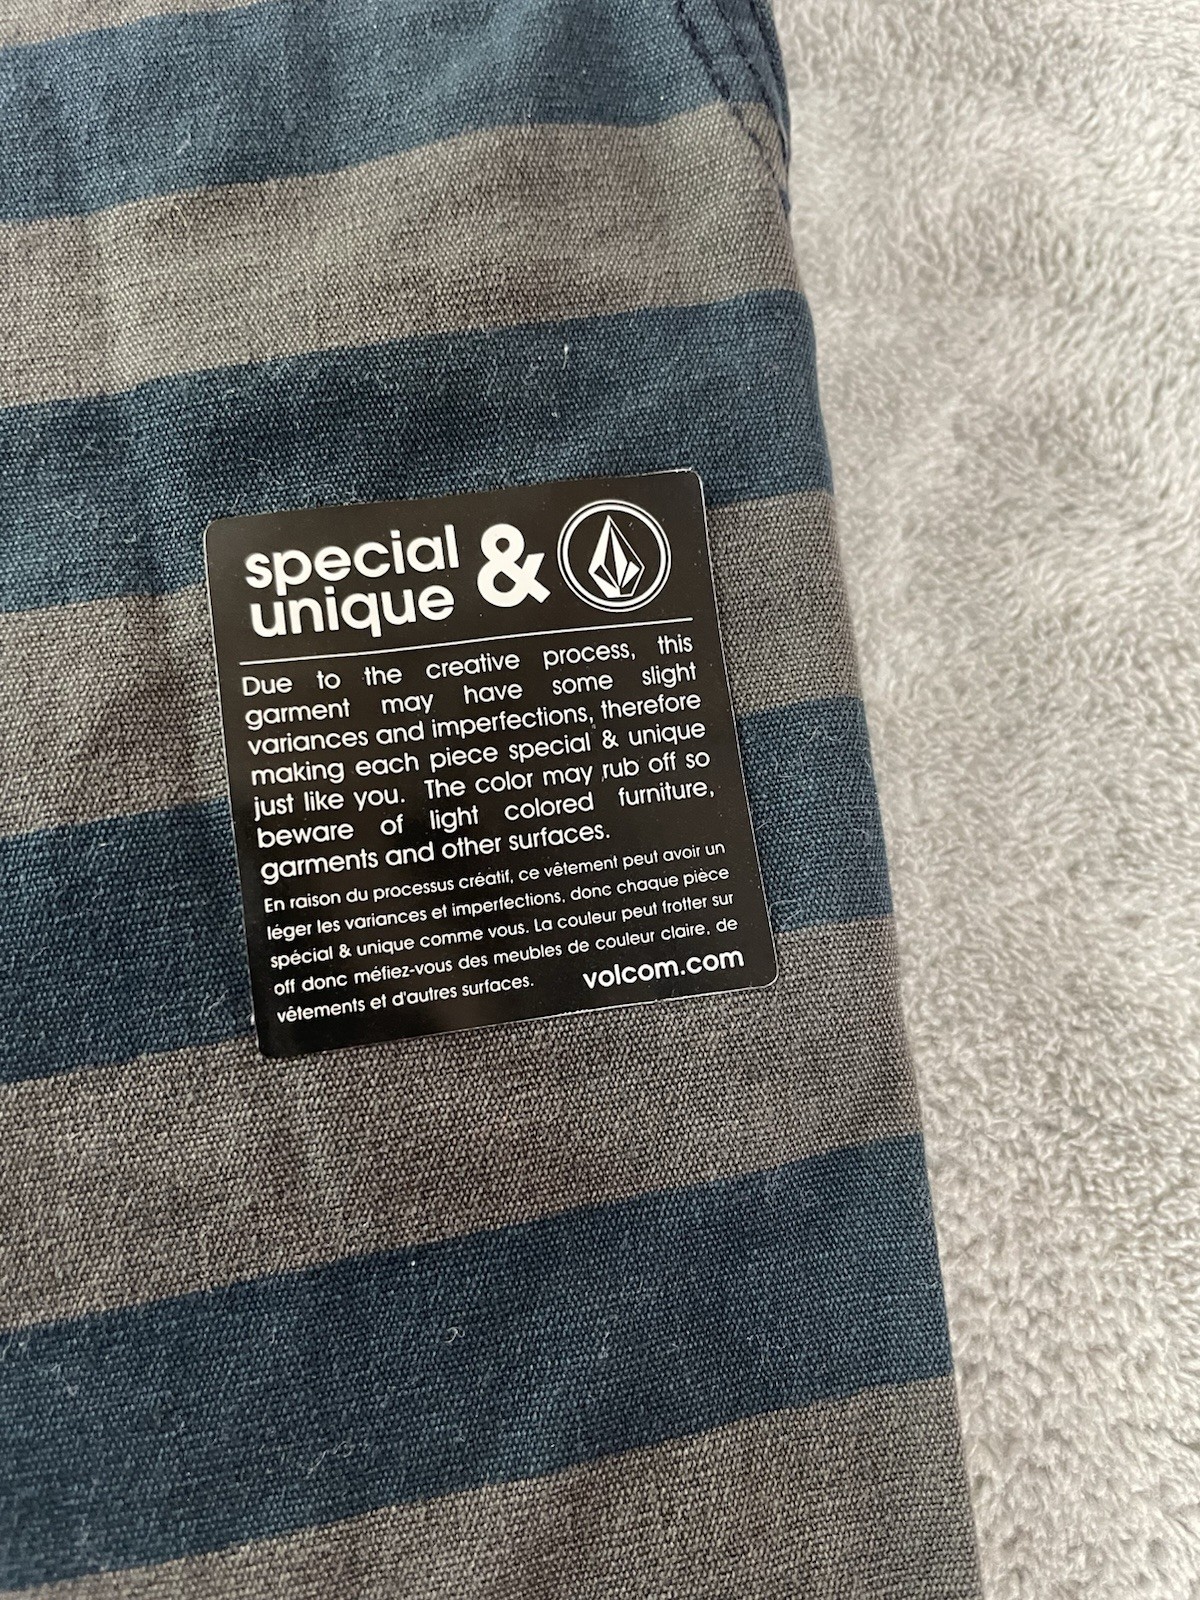 special &
unique
Due to the creative process, this
garment may have some slight
variances and imperfections, therefore
making each piece special & unique
just like you. The color may rub off so
beware of light colored furniture,
garments and other surfaces.
En raison du processus créatif, ce vêtement peut avoir un
léger les variances et imperfections, donc chaque pièce
spécial & unique comme vous. La couleur peut frotter sur
off donc méfiez-vous des meubles de couleur claire, de
vêtements et d'autres surfaces.
volcom.com